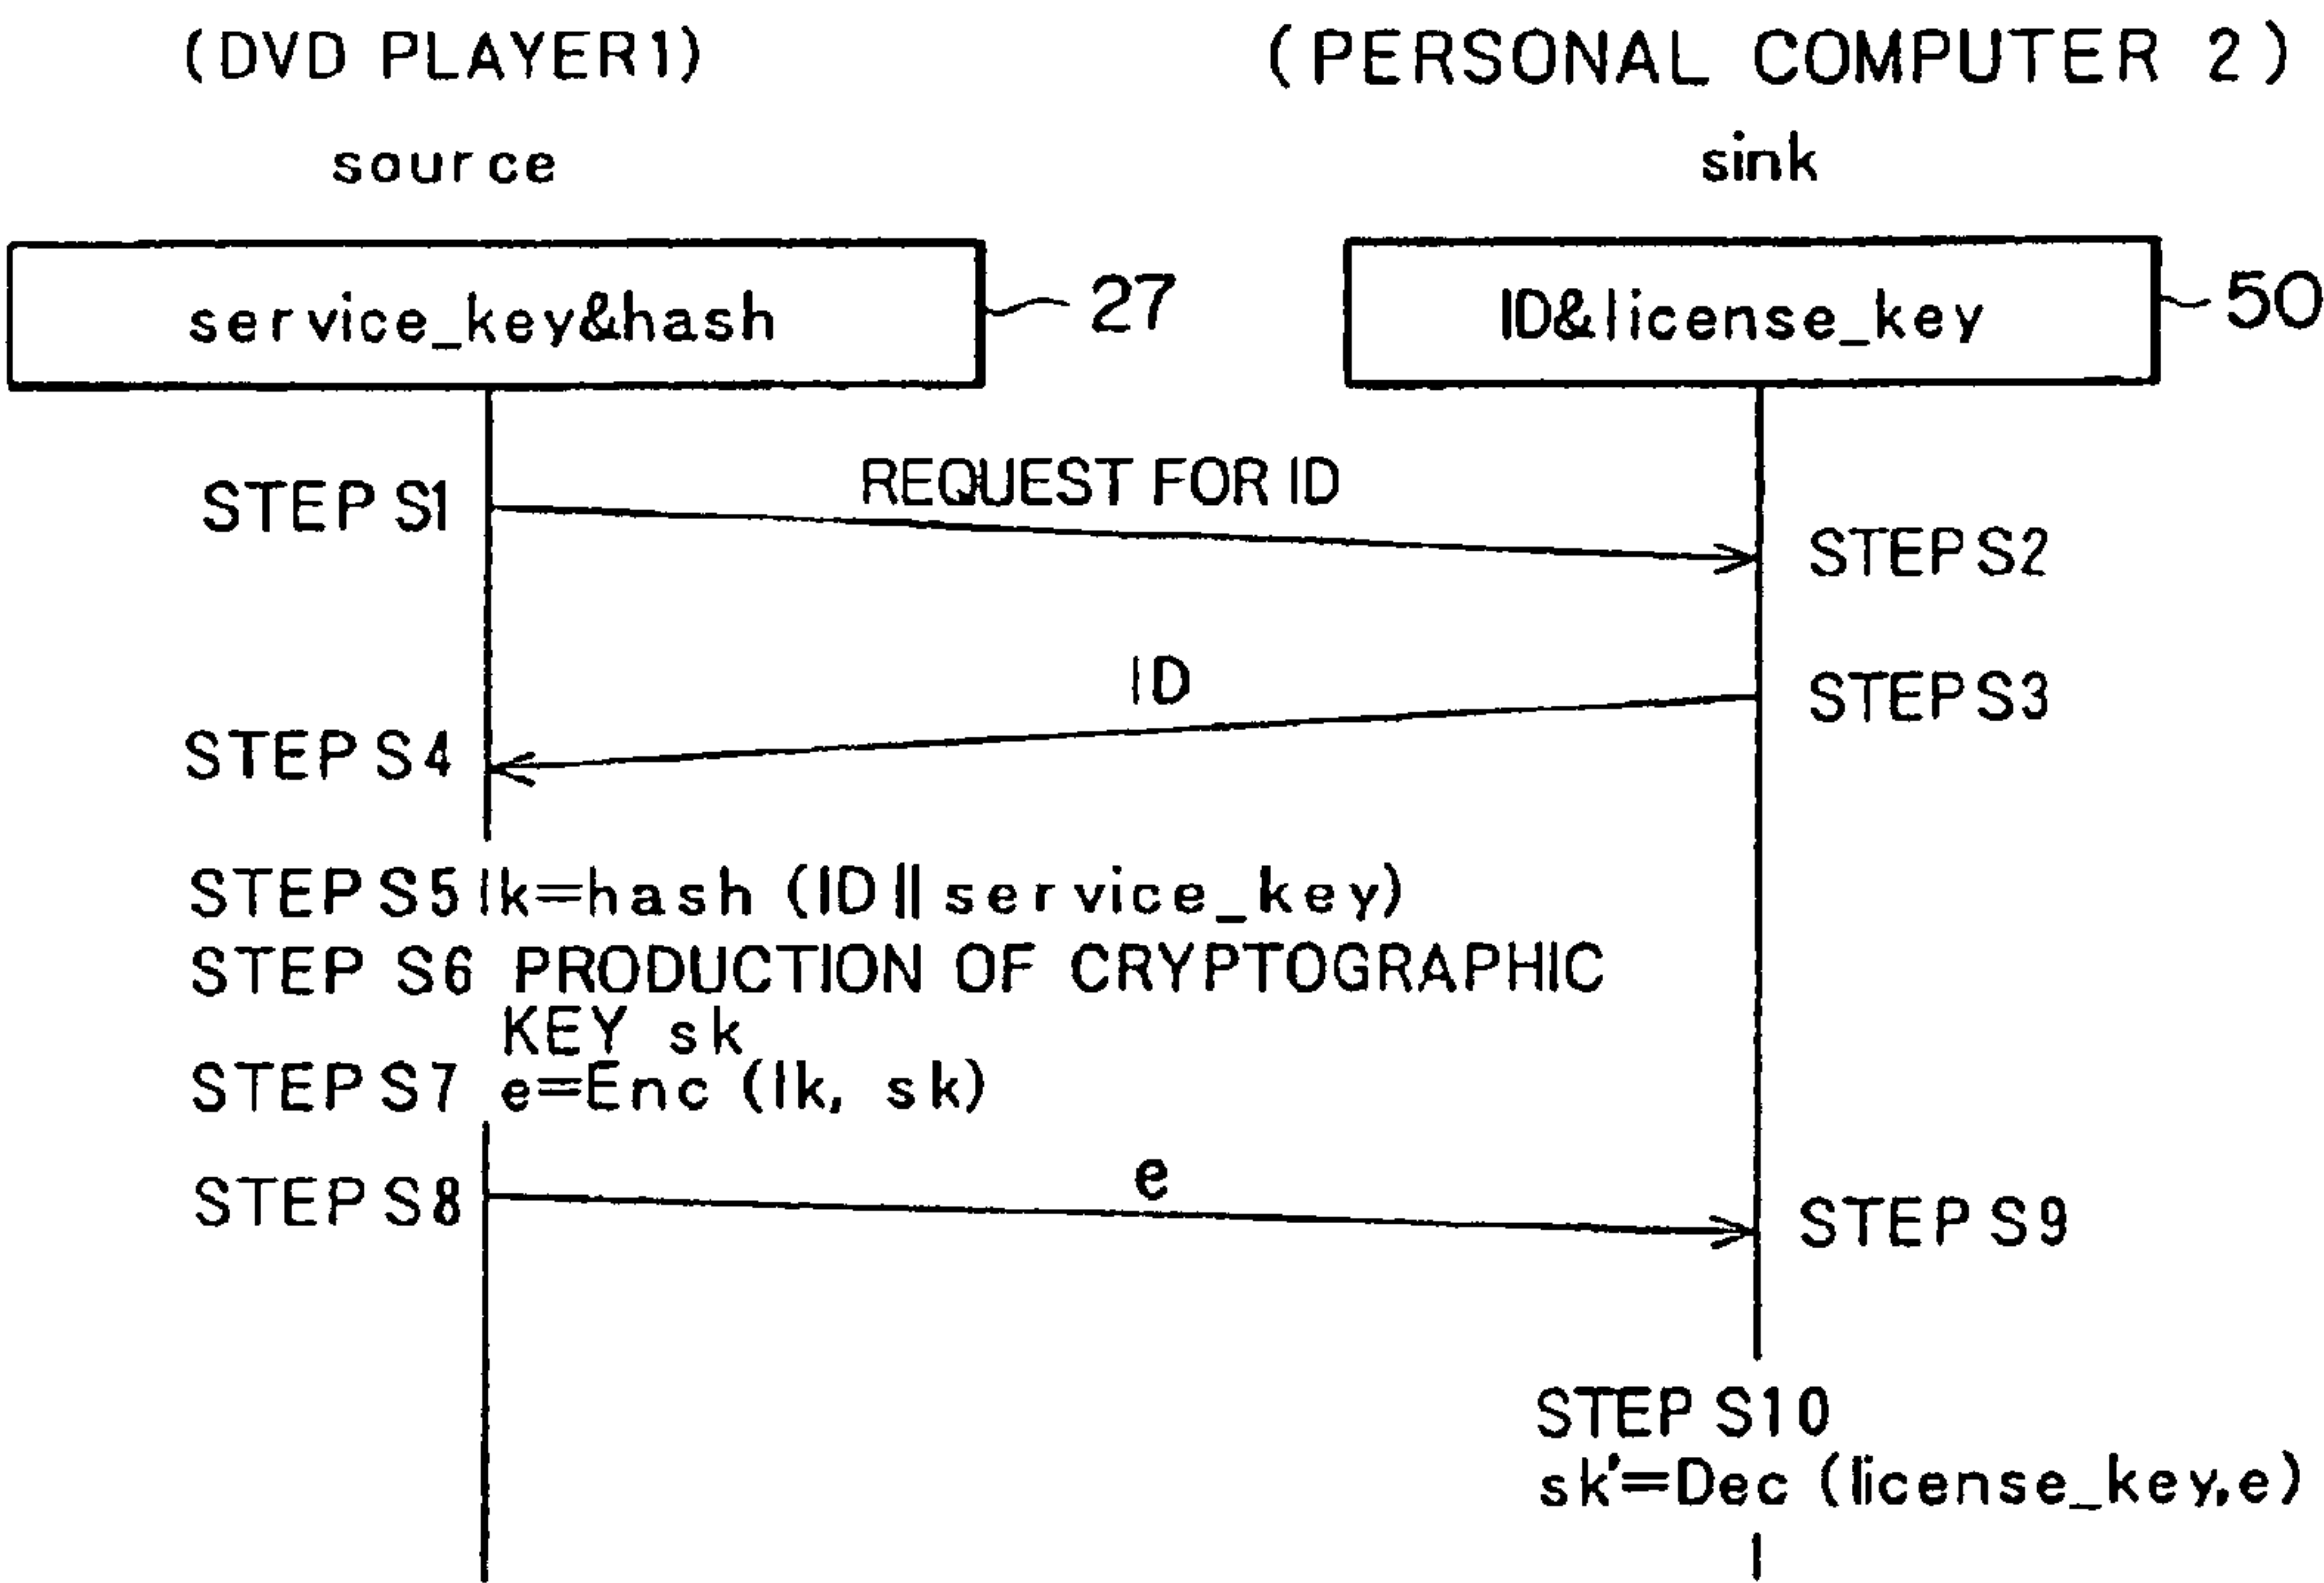 (DVD PLAYER1)
(PERSONAL COMPUTER 2)
source
sink
service_key&hash
27
ID&license_key
50
REQUEST FOR ID
STEP S1
STEP S2
ID
STEP S3
STEP S4
STEP S5 lk=hash (ID || service_key)
STEP S6 PRODUCTION OF CRYPTOGRAPHIC
KEY sk
STEP S7 e=Enc (lk, sk)
e
STEP S8
STEP S9
STEP S10
sk'=Dec (license_key,e)